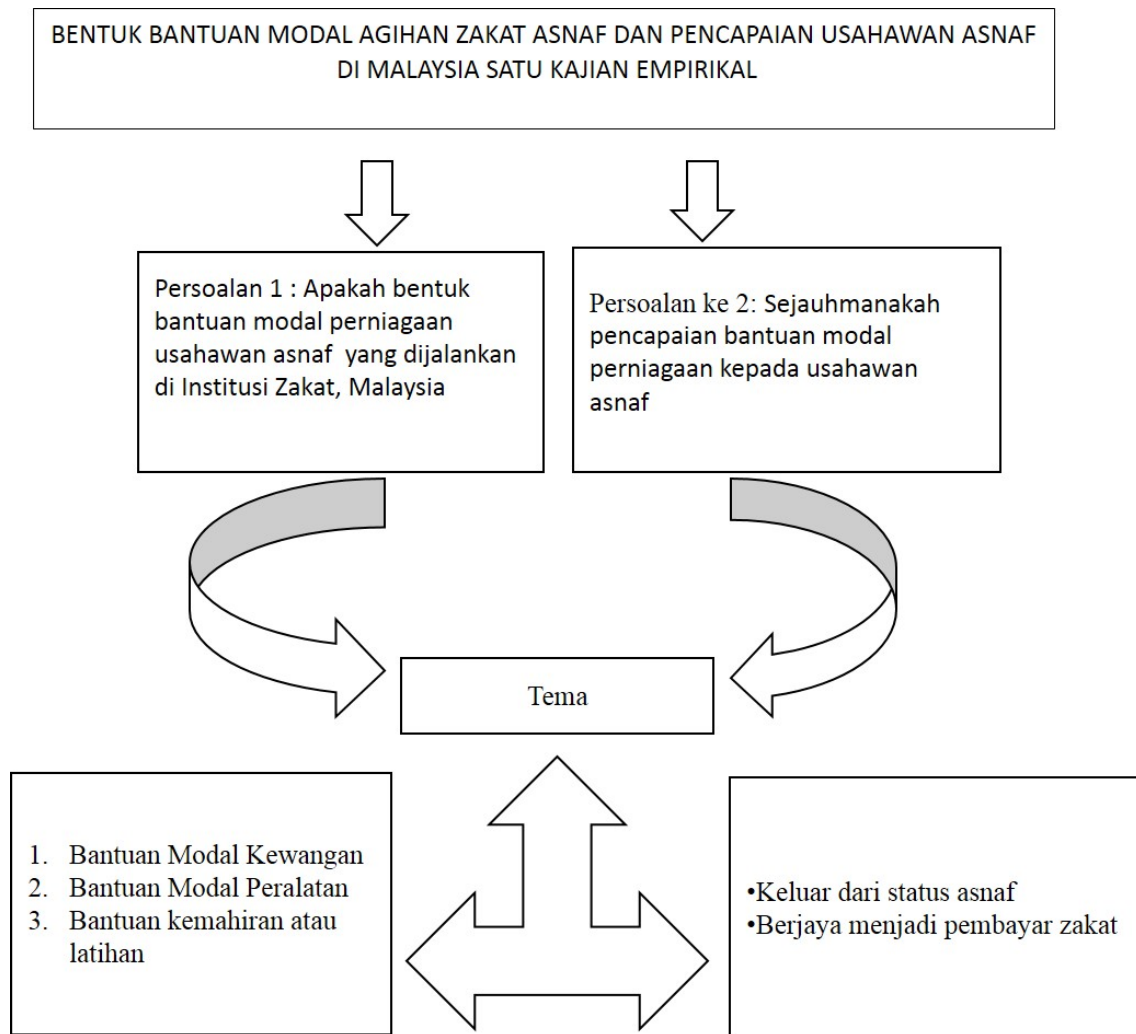 BENTUK BANTUAN MODAL AGIHAN ZAKAT ASNAF DAN PENCAPAIAN USAHAWAN ASNAF
DI MALAYSIA SATU KAJIAN EMPIRIKAL
Persoalan 1 : Apakah bentuk
bantuan modal perniagaan
usahawan asnaf yang dijalankan
di Institusi Zakat, Malaysia
Persoalan ke 2: Sejauhmanakah
pencapaian bantuan modal
perniagaan kepada usahawan
asnaf
Tema
1. Bantuan Modal Kewangan
2. Bantuan Modal Peralatan
3. Bantuan kemahiran atau
latihan
•Keluar dari status asnaf
•Berjaya menjadi pembayar zakat